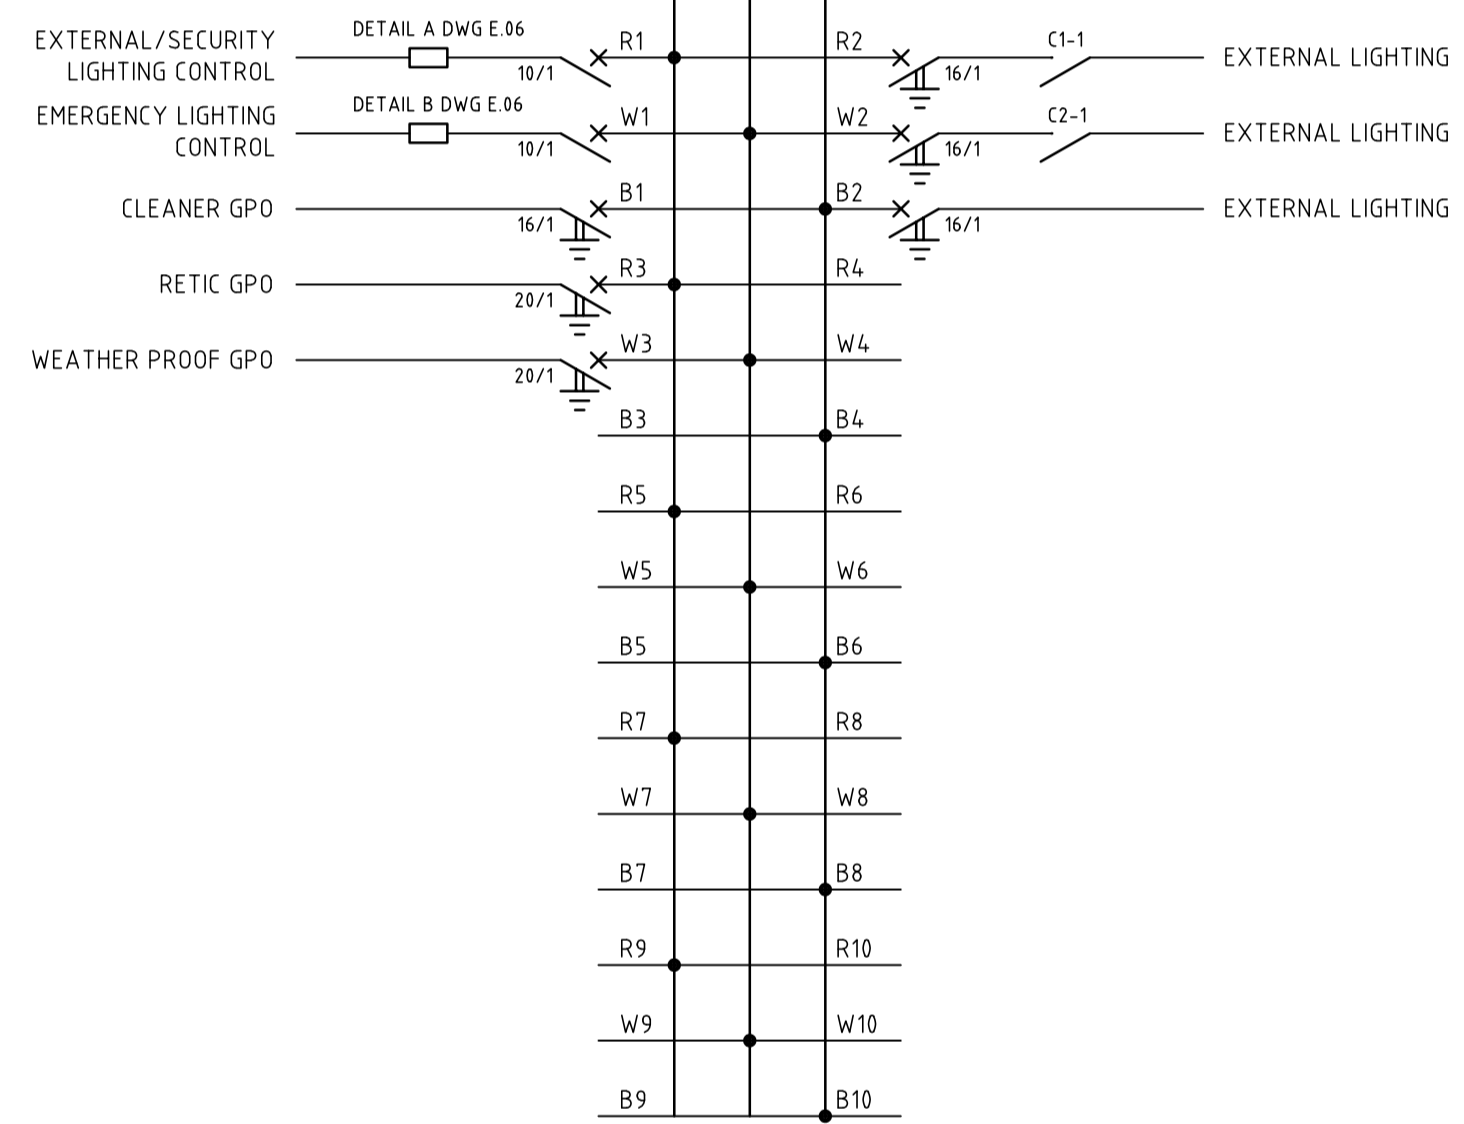 DETAIL A DWG E.06
EXTERNAL/SECURITY
LIGHTING CONTROL
10/1
R1
R2
16/1
C1-1
EXTERNAL LIGHTING
DETAIL B DWG E.06
EMERGENCY LIGHTING
CONTROL
10/1
W1
W2
16/1
C2-1
EXTERNAL LIGHTING
CLEANER GPO
16/1
B1
B2
16/1
EXTERNAL LIGHTING
RETIC GPO
20/1
R3
R4
WEATHER PROOF GPO
20/1
W3
W4
B3
B4
R5
R6
W5
W6
B5
B6
R7
R8
W7
W8
B7
B8
R9
R10
W9
W10
B9
B10